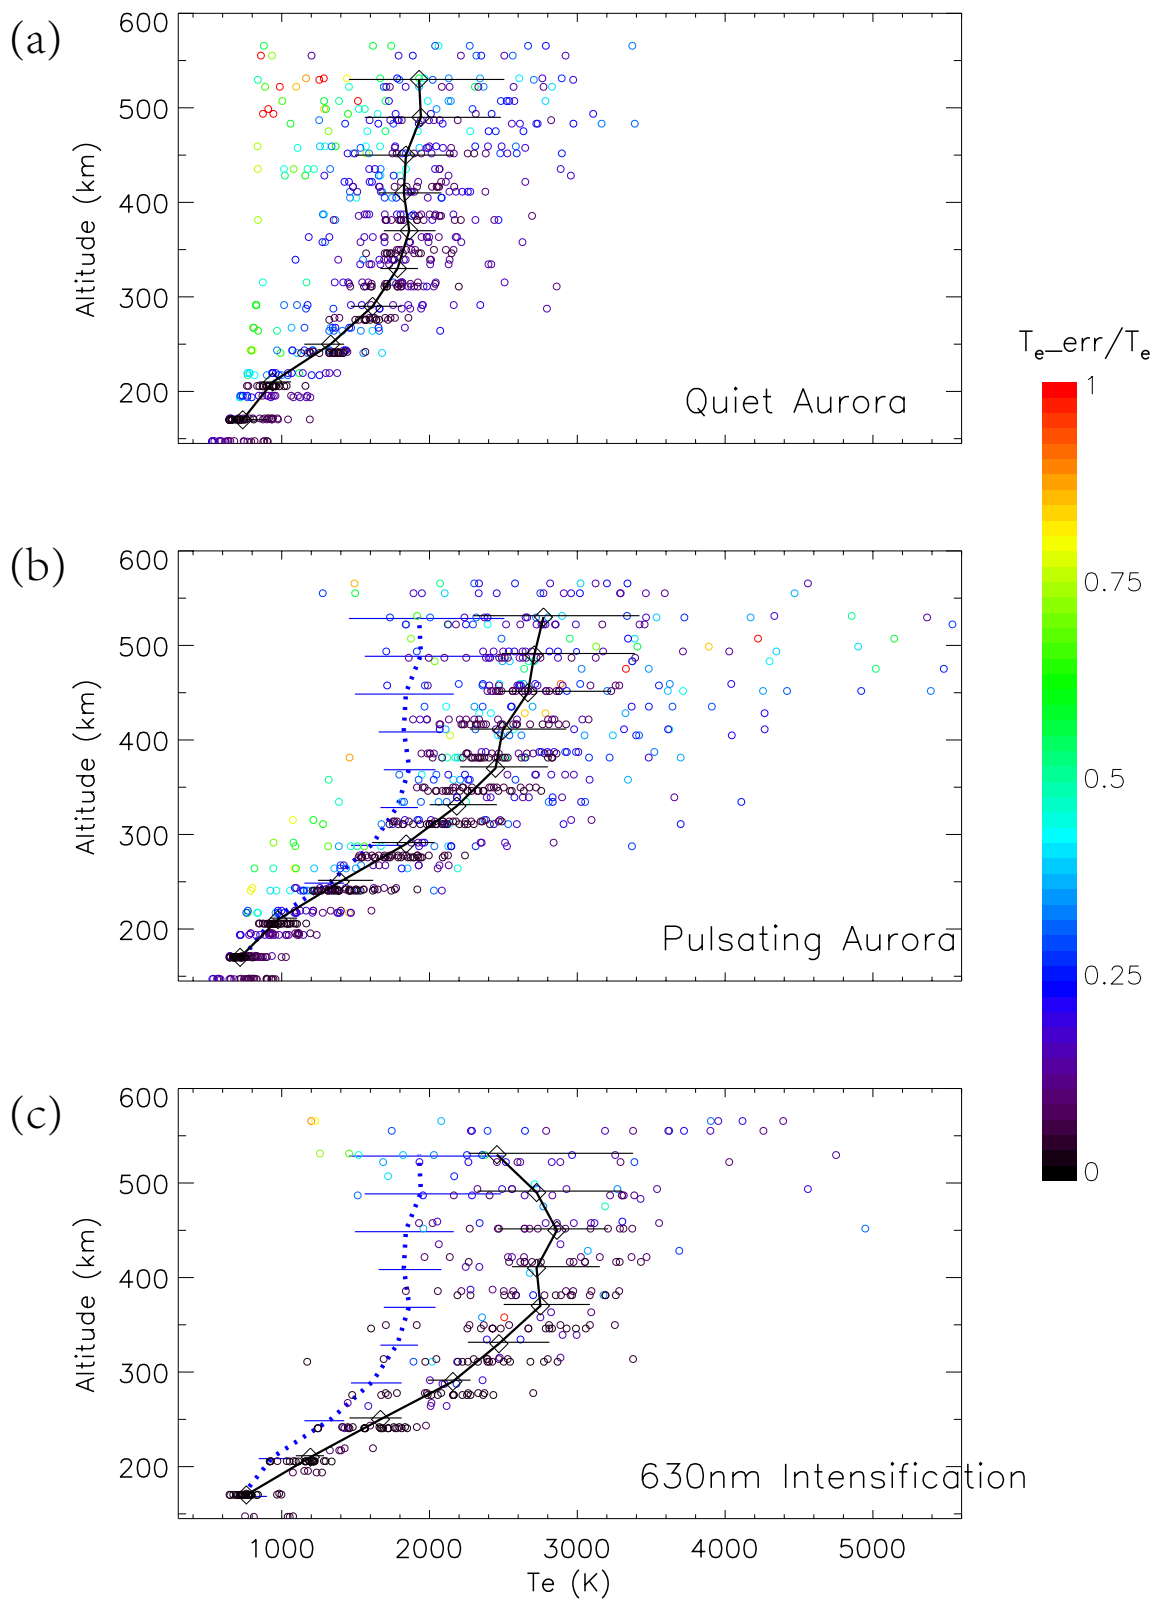 (a)
600
500
400
300
200
Altitude (km)
Quiet Aurora
T_e_err/T_e
1
0.75
0.5
0.25
0
(b)
600
500
400
300
200
Altitude (km)
Pulsating Aurora
(c)
600
500
400
300
200
Altitude (km)
630nm Intensification
1000 2000 3000 4000 5000
Te (K)